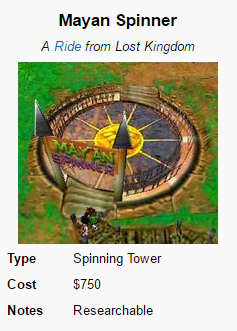 Mayan Spinner
A Ride from Lost Kingdom
MAYAN
SPINNER
Type Spinning Tower
Cost $750
Notes Researchable